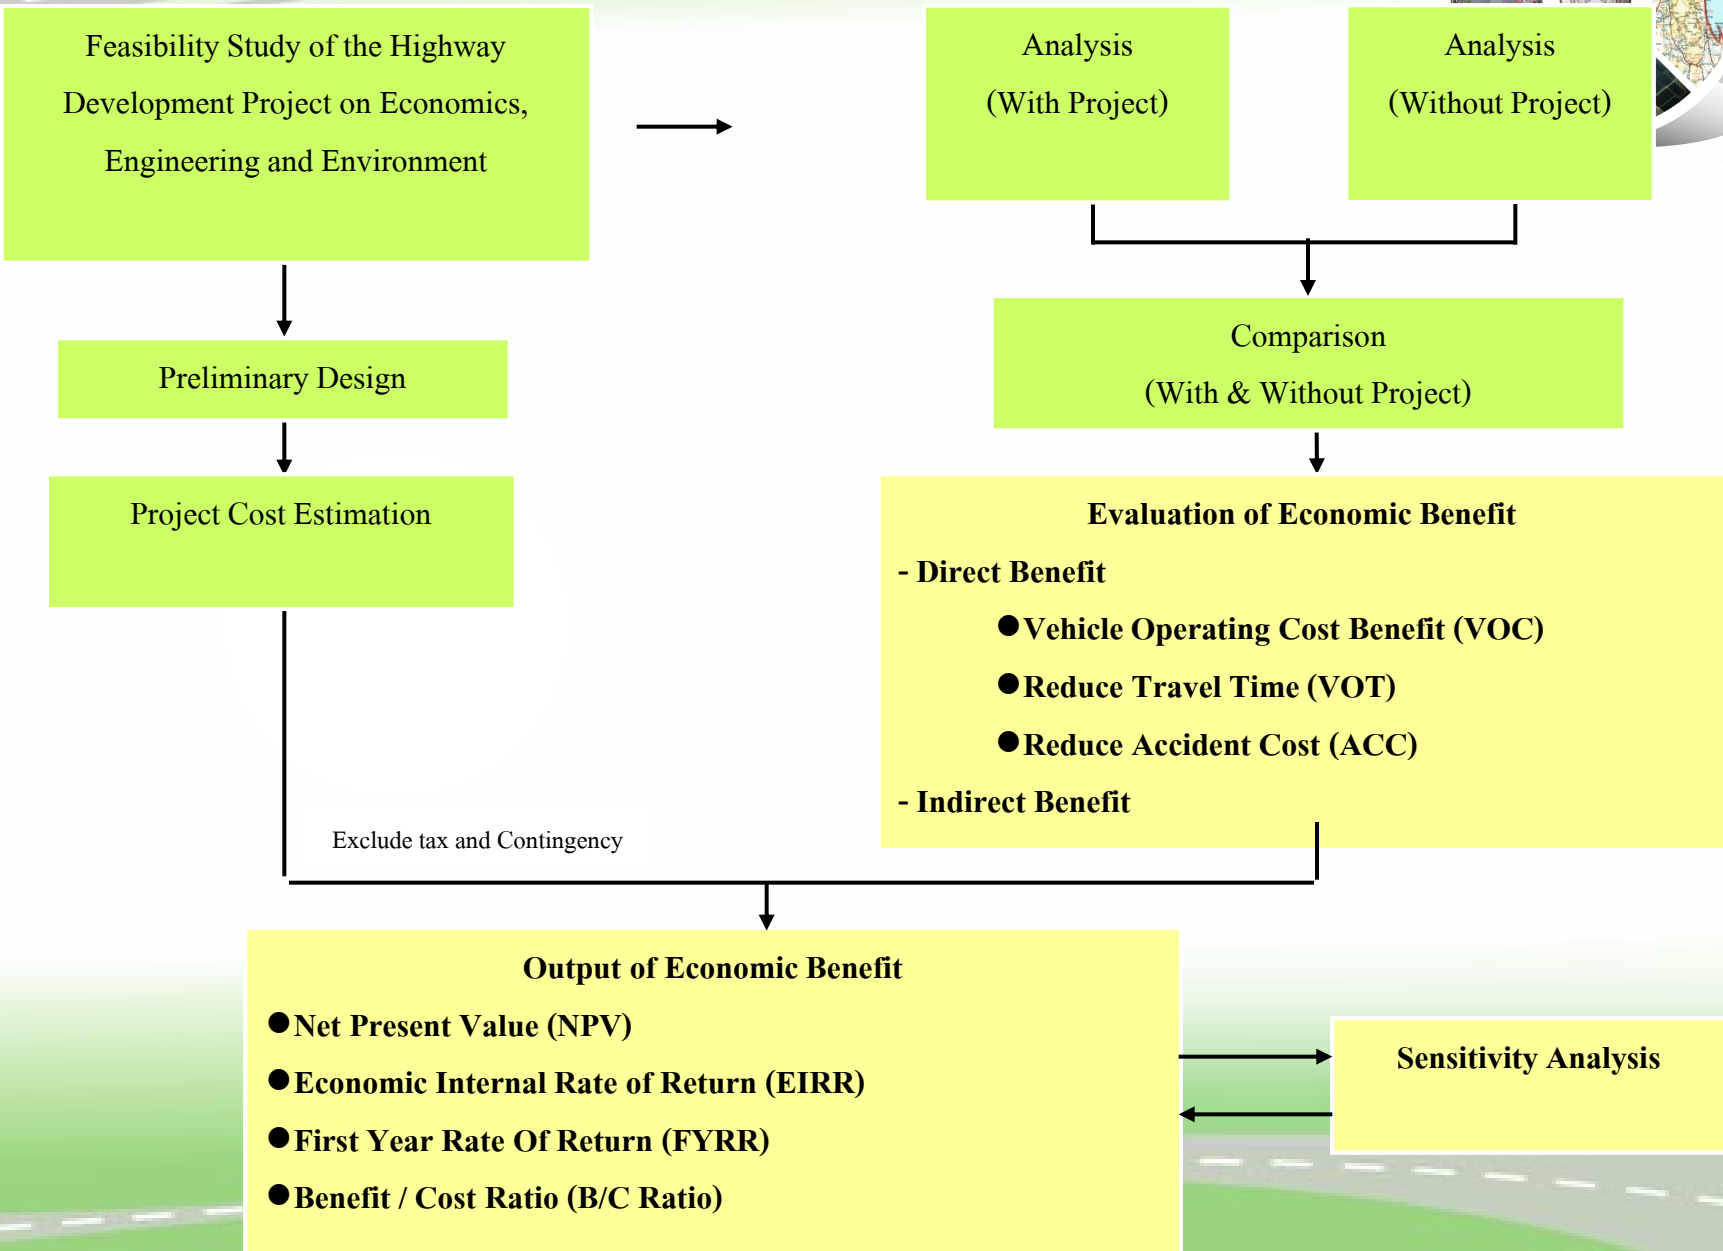 Feasibility Study of the Highway
Development Project on Economics,
Engineering and Environment
Analysis
(With Project)
Analysis
(Without Project)
Preliminary Design
Comparison
(With & Without Project)
Project Cost Estimation
Evaluation of Economic Benefit
- Direct Benefit
●Vehicle Operating Cost Benefit (VOC)
●Reduce Travel Time (VOT)
●Reduce Accident Cost (ACC)
- Indirect Benefit
Exclude tax and Contingency
Output of Economic Benefit
●Net Present Value (NPV)
●Economic Internal Rate of Return (EIRR)
●First Year Rate Of Return (FYRR)
●Benefit / Cost Ratio (B/C Ratio)
Sensitivity Analysis